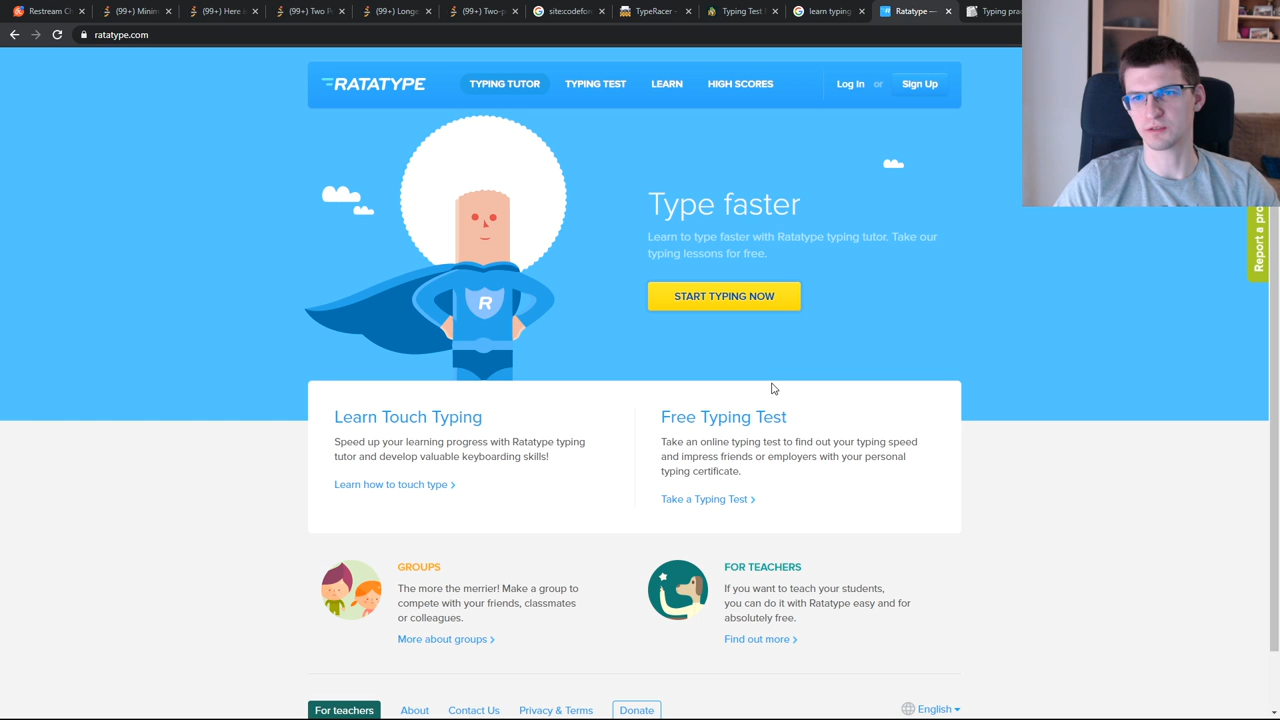 Restream Ch
(99+) Minim
(99+) Here i
(99+) Two P
(99+) Longe
(99+) Two-p
site:codefor
TypeRacer -
Typing Test
learn typing
Ratatype —
Typing prac
ratatype.com
RATATYPE
TYPING TUTOR
TYPING TEST
LEARN
HIGH SCORES
Log In or Sign Up
R
Type faster
Learn to type faster with Ratatype typing tutor. Take our
typing lessons for free.
START TYPING NOW
Report a pro
Learn Touch Typing
Speed up your learning progress with Ratatype typing
tutor and develop valuable keyboarding skills!
Learn how to touch type >
Free Typing Test
Take an online typing test to find out your typing speed
and impress friends or employers with your personal
typing certificate.
Take a Typing Test >
GROUPS
The more the merrier! Make a group to
compete with your friends, classmates
or colleagues.
More about groups >
FOR TEACHERS
If you want to teach your students,
you can do it with Ratatype easy and for
absolutely free.
Find out more >
For teachers
About
Contact Us
Privacy & Terms
Donate
English